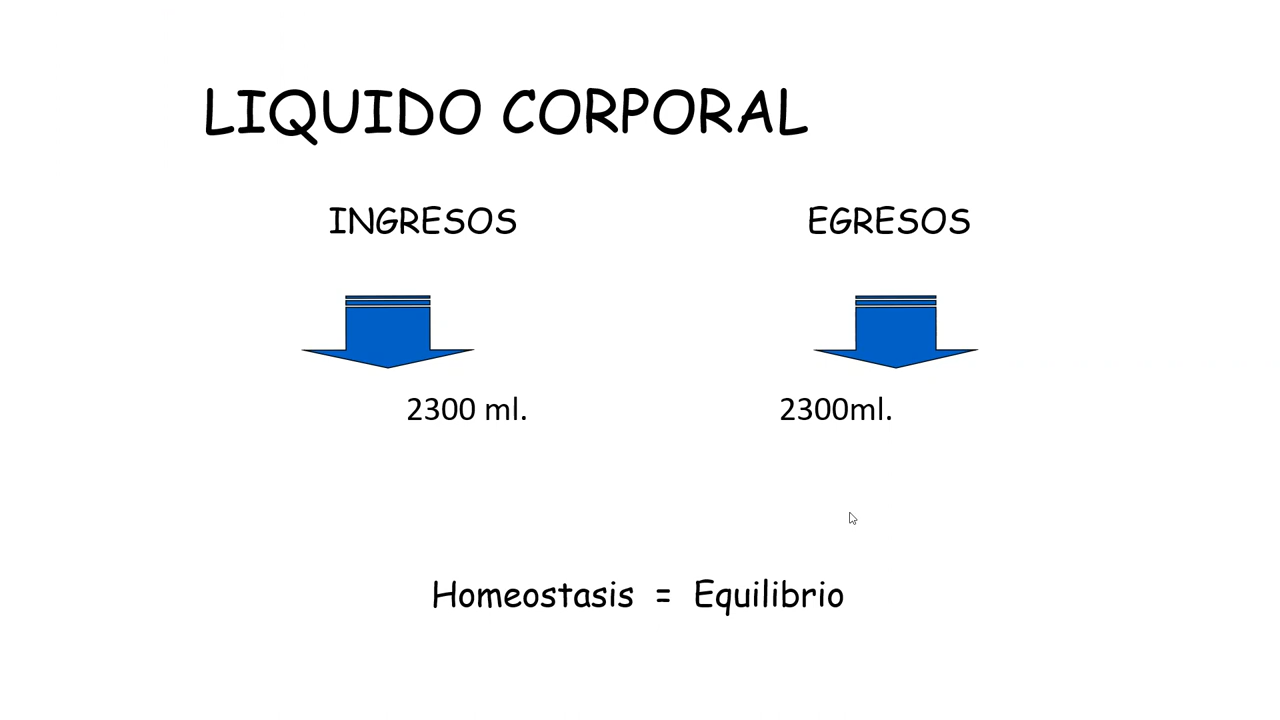 LIQUIDO CORPORAL
INGRESOS
EGRESOS
2300 ml.
2300ml.
Homeostasis = Equilibrio